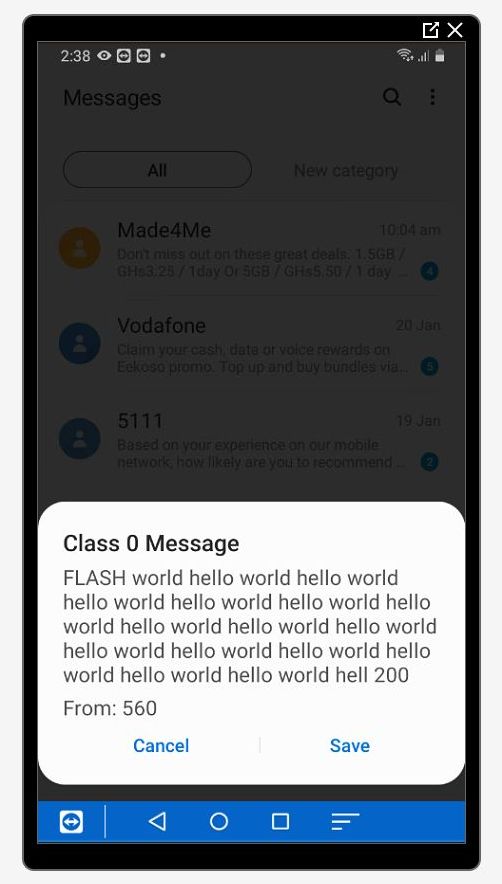 2:38
Messages
All New category
Made4Me 10:04 am
Don't miss out on these great deals. 1.5GB /
GHs3.25 / 1day Or 5GB / GHs5.50 / 1 day ... 4
Vodafone 20 Jan
Claim your cash, data or voice rewards on
Eekoso promo. Top up and buy bundles via... 5
5111 19 Jan
Based on your experience on our mobile
network, how likely are you to recommend ... 2
Class 0 Message
FLASH world hello world hello world
hello world hello world hello world hello
world hello world hello world hello world
hello world hello world hello world hello
world hello world hello world hell 200
From: 560
Cancel Save